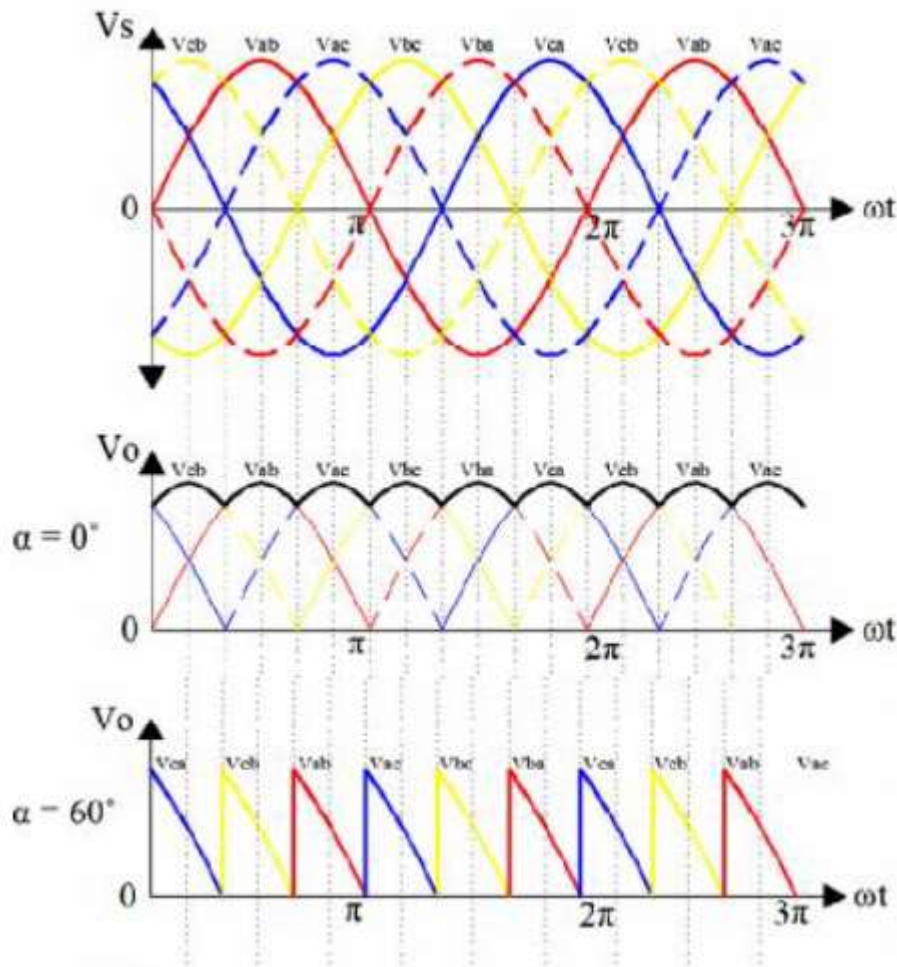 Vs Vcb Vab Vac Vbc Vba Vca Vcb Vab Vac
0 π 2π 3π ωt
Vo Vcb Vab Vac Vbc Vba Vca Vcb Vab Vac
α = 0°
0 π 2π 3π ωt
Vo Vca Vcb Vab Vac Vbc Vba Vca Vcb Vab Vac
α = 60°
0 π 2π 3π ωt